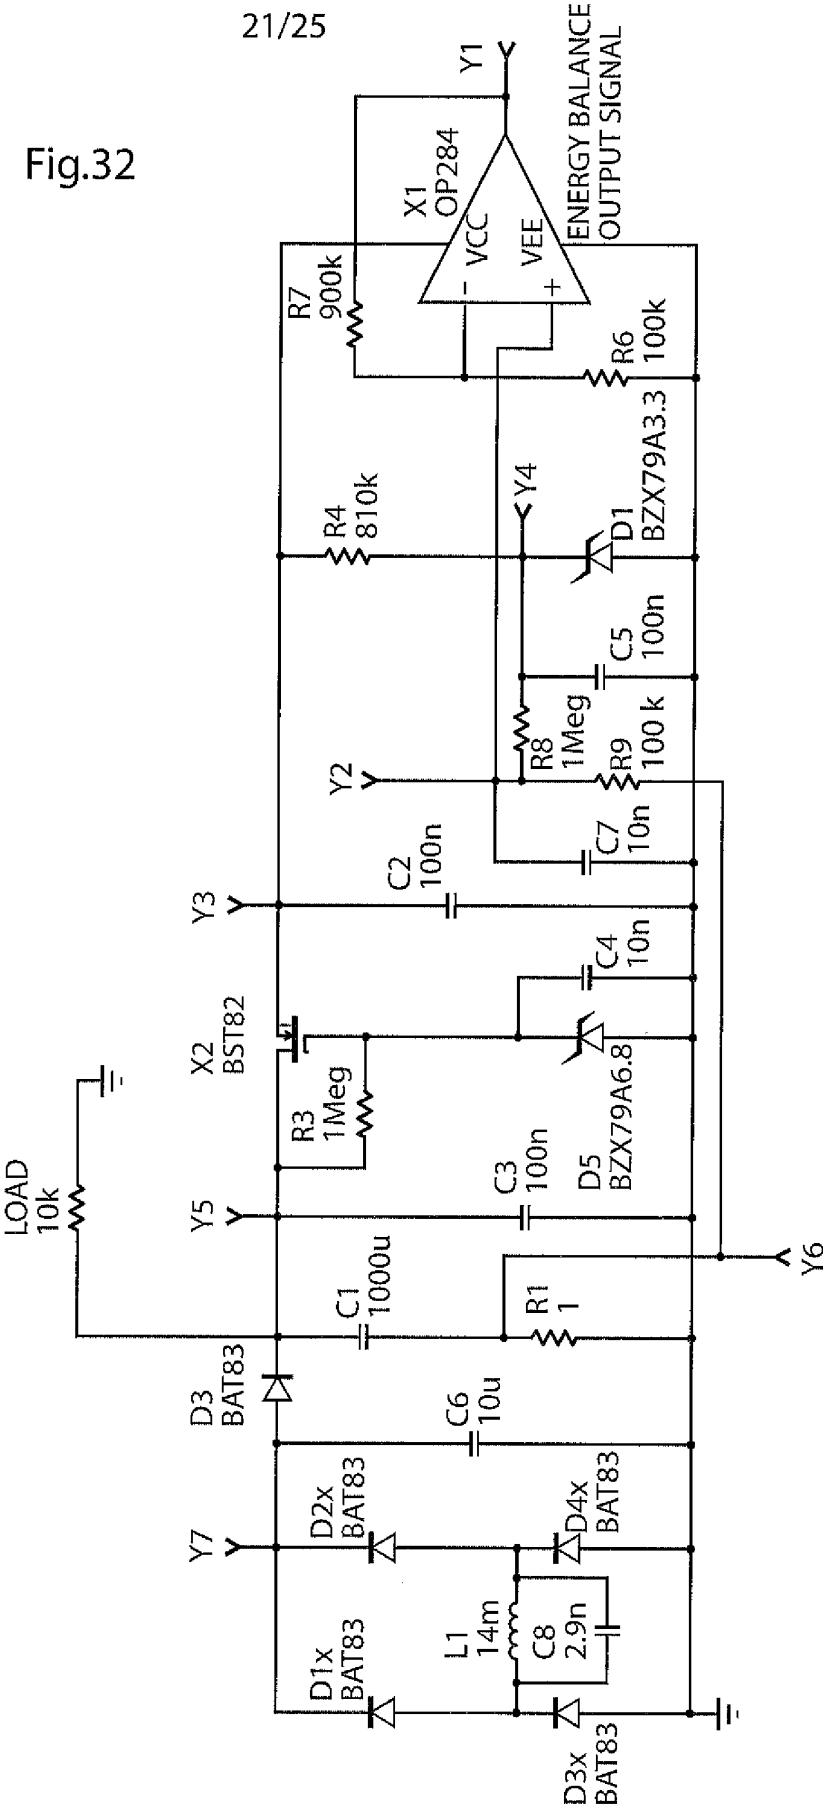 21/25
Fig.32
Y1
ENERGY BALANCE
OUTPUT SIGNAL
X1
OP284
VCC
VEE
-
+
R7
900k
R6
100k
R4
810k
Y4
D1
BZX79A3.3
C5
100n
R8
1Meg
R9
100 k
Y2
C7
10n
C2
100n
Y3
C4
10n
X2
BST82
R3
1Meg
D5
BZX79A6.8
LOAD
10k
Y5
C3
100n
C1
1000u
R1
1
Y6
D3
BAT83
C6
10u
Y7
D2x
BAT83
D4x
BAT83
L1
14m
C8
2.9n
D1x
BAT83
D3x
BAT83